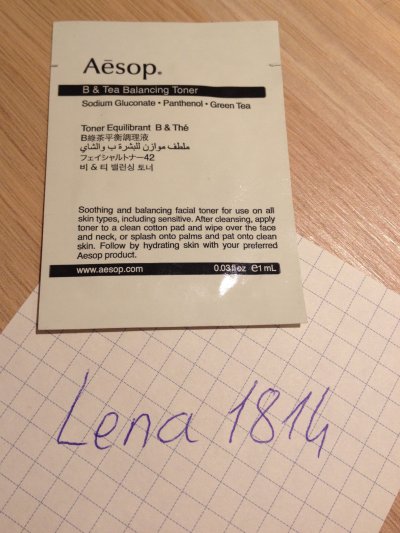 Aēsop.
B & Tea Balancing Toner
Sodium Gluconate • Panthenol • Green Tea
Toner Equilibrant B & Thé
B綠茶平衡調理液
ملطف موازن للبشرة ب والشاي
フェイシャルトナー42
비 & 티 밸런싱 토너
Soothing and balancing facial toner for use on all
skin types, including sensitive. After cleansing, apply
toner to a clean cotton pad and wipe over the face
and neck, or splash onto palms and pat onto clean
skin. Follow by hydrating skin with your preferred
Aesop product.
www.aesop.com 0.03fl oz ℮1 mL
Lena 1814